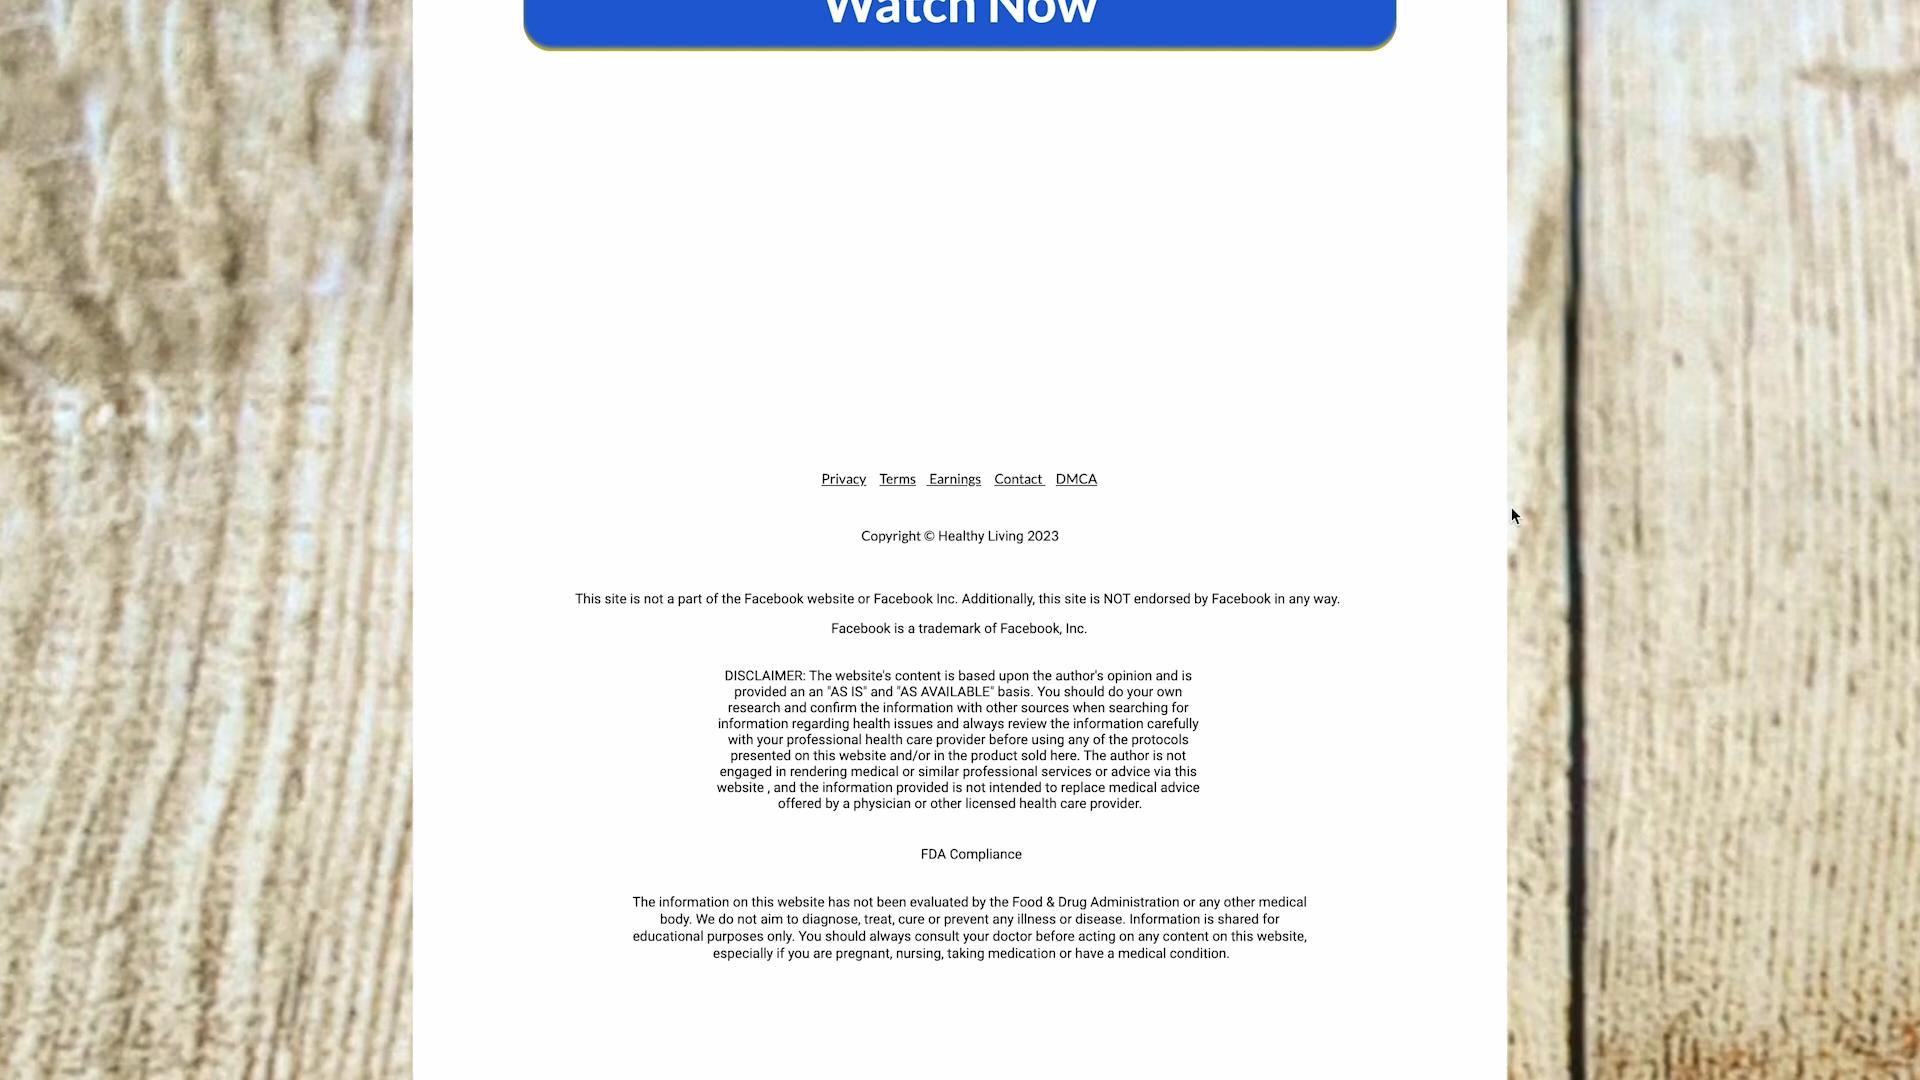 Watch Now
Privacy Terms Earnings Contact DMCA
Copyright © Healthy Living 2023
This site is not a part of the Facebook website or Facebook Inc. Additionally, this site is NOT endorsed by Facebook in any way.
Facebook is a trademark of Facebook, Inc.
DISCLAIMER: The website's content is based upon the author's opinion and is
provided an an "AS IS" and "AS AVAILABLE" basis. You should do your own
research and confirm the information with other sources when searching for
information regarding health issues and always review the information carefully
with your professional health care provider before using any of the protocols
presented on this website and/or in the product sold here. The author is not
engaged in rendering medical or similar professional services or advice via this
website , and the information provided is not intended to replace medical advice
offered by a physician or other licensed health care provider.
FDA Compliance
The information on this website has not been evaluated by the Food & Drug Administration or any other medical
body. We do not aim to diagnose, treat, cure or prevent any illness or disease. Information is shared for
educational purposes only. You should always consult your doctor before acting on any content on this website,
especially if you are pregnant, nursing, taking medication or have a medical condition.